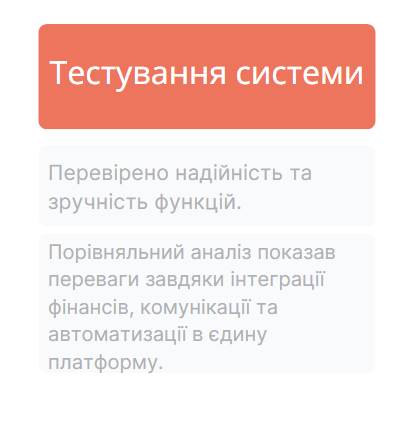 Тестування системи
Перевірено надійність та
зручність функцій.
Порівняльний аналіз показав
переваги завдяки інтеграції
фінансів, комунікації та
автоматизації в єдину
платформу.